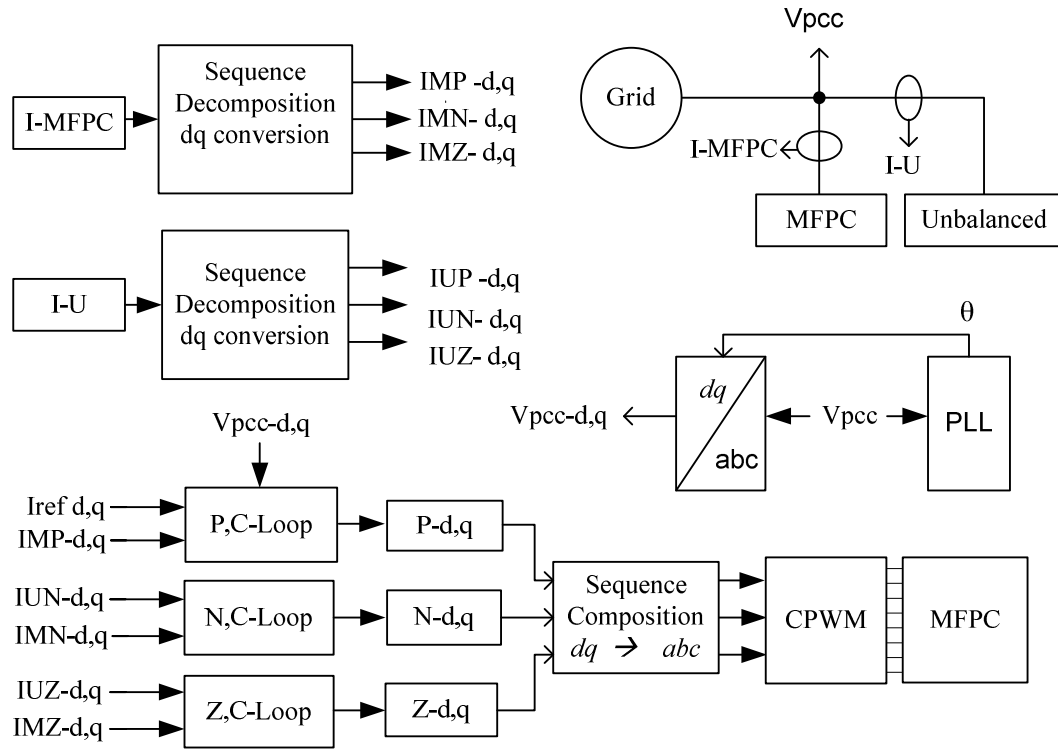 I-MFPC
Sequence
Decomposition
dq conversion
IMP -d,q
IMN- d,q
IMZ- d,q
Vpcc
Grid
I-MFPC
I-U
MFPC
Unbalanced
I-U
Sequence
Decomposition
dq conversion
IUP -d,q
IUN- d,q
IUZ- d,q
θ
Vpcc-d,q
dq
abc
Vpcc
PLL
Vpcc-d,q
Iref d,q
IMP-d,q
P,C-Loop
P-d,q
IUN-d,q
IMN-d,q
N,C-Loop
N-d,q
IUZ-d,q
IMZ-d,q
Z,C-Loop
Z-d,q
Sequence
Composition
dq → abc
CPWM
MFPC